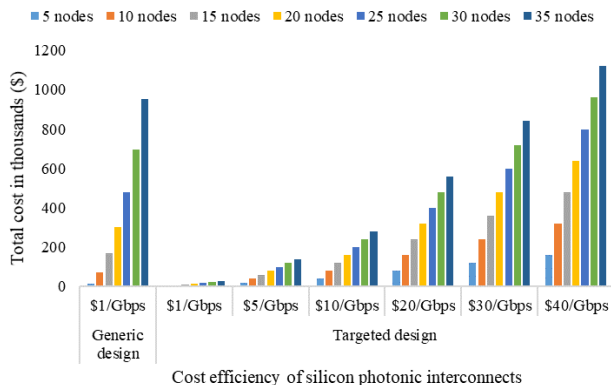 5 nodes 10 nodes 15 nodes 20 nodes 25 nodes 30 nodes 35 nodes
Total cost in thousands ($)
1200
1000
800
600
400
200
0
$1/Gbps $1/Gbps $5/Gbps $10/Gbps $20/Gbps $30/Gbps $40/Gbps
Generic design Targeted design
Cost efficiency of silicon photonic interconnects